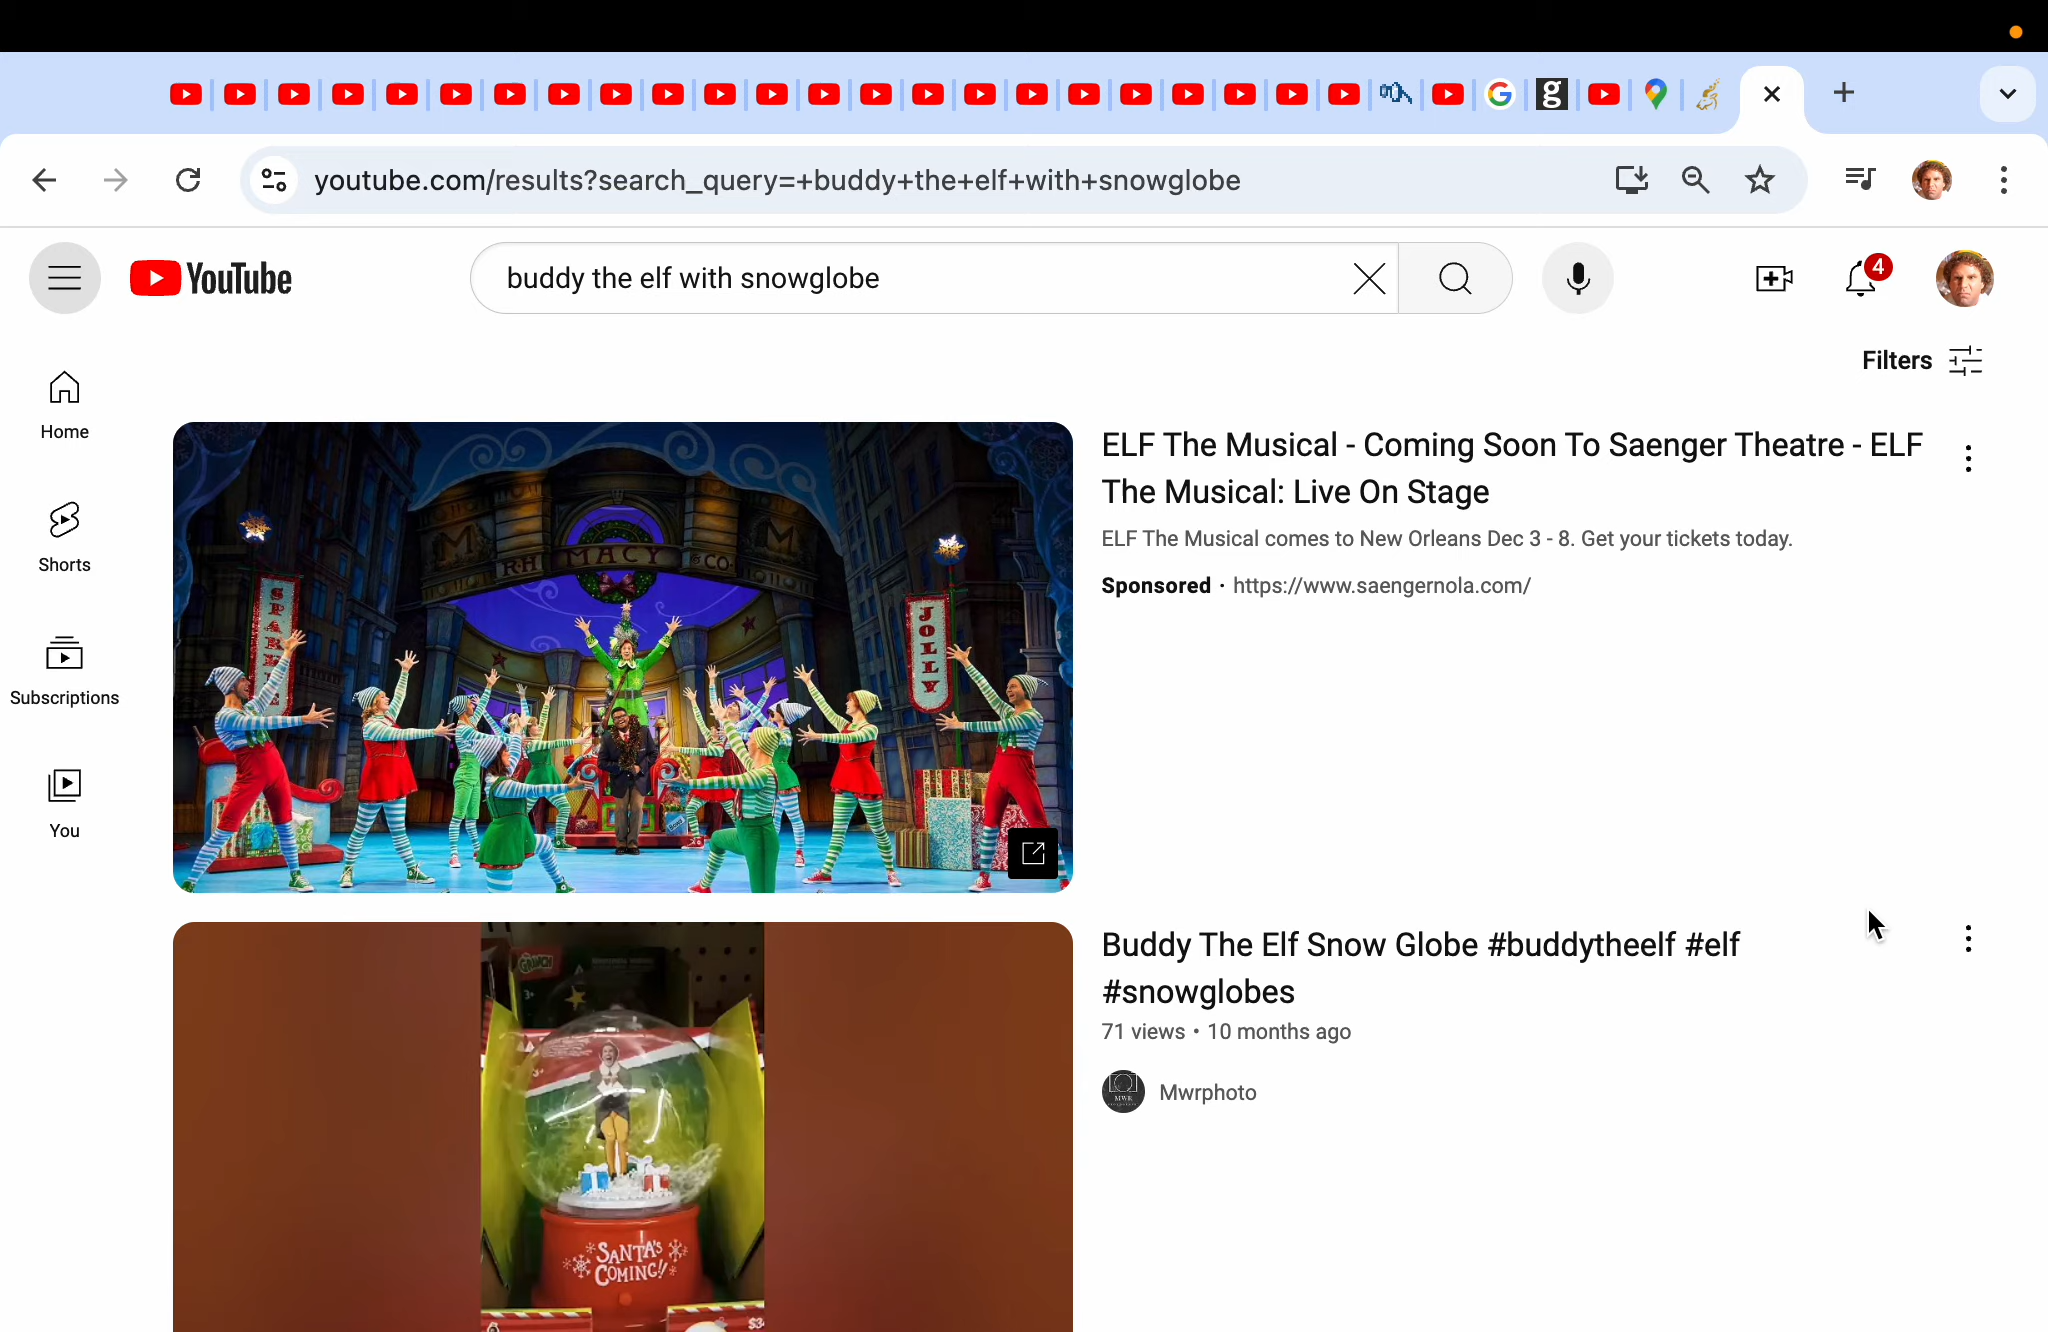 youtube.com/results?search_query=+buddy+the+elf+with+snowglobe
YouTube
buddy the elf with snowglobe
4
Filters
Home
Shorts
Subscriptions
You
R·H·MACY & CO.
JOLLY
ELF The Musical - Coming Soon To Saenger Theatre - ELF
The Musical: Live On Stage
ELF The Musical comes to New Orleans Dec 3 - 8. Get your tickets today.
Sponsored · https://www.saengernola.com/
GRINCH
SANTA'S
COMING!!
Buddy The Elf Snow Globe #buddytheelf #elf
#snowglobes
71 views • 10 months ago
MWR
Mwrphoto